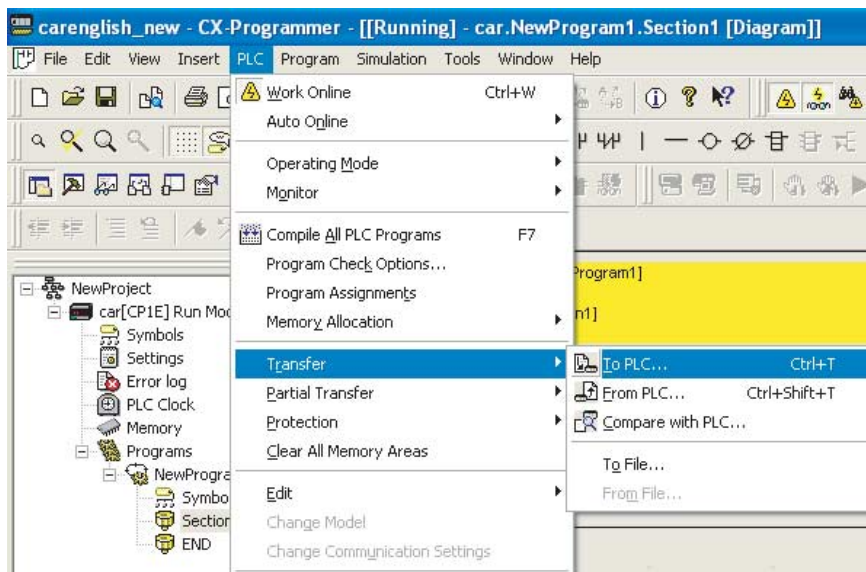 carenglish_new - CX-Programmer - [[Running] - car.NewProgram1.Section1 [Diagram]]
File Edit View Insert PLC Program Simulation Tools Window Help
Work Online Ctrl+W
Auto Online
Operating Mode
Monitor
Compile All PLC Programs F7
Program Check Options...
Program Assignments
Memory Allocation
Transfer
Partial Transfer
Protection
Clear All Memory Areas
Edit
Change Model
Change Communication Settings
To PLC... Ctrl+T
From PLC... Ctrl+Shift+T
Compare with PLC...
To File...
From File...
NewProject
car[CP1E] Run Mo
Symbols
Settings
Error log
PLC Clock
Memory
Programs
NewProgra
Symbo
Section
END
Program1]
n1]